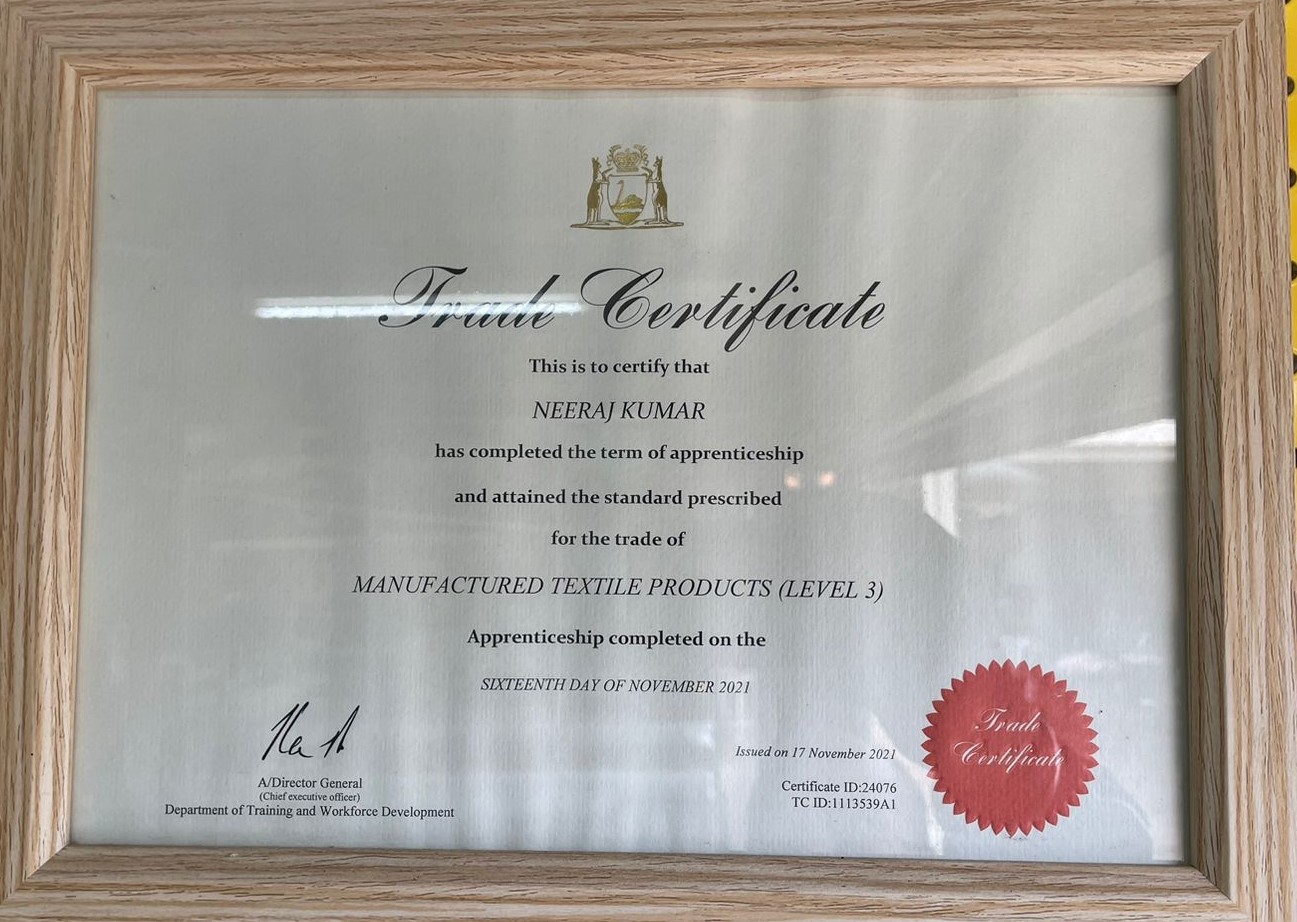 Trade Certificate
This is to certify that
NEERAJ KUMAR
has completed the term of apprenticeship
and attained the standard prescribed
for the trade of
MANUFACTURED TEXTILE PRODUCTS (LEVEL 3)
Apprenticeship completed on the
SIXTEENTH DAY OF NOVEMBER 2021
A/Director General
(Chief executive officer)
Department of Training and Workforce Development
Issued on 17 November 2021
Certificate ID:24076
TC ID:1113539A1
Trade
Certificate